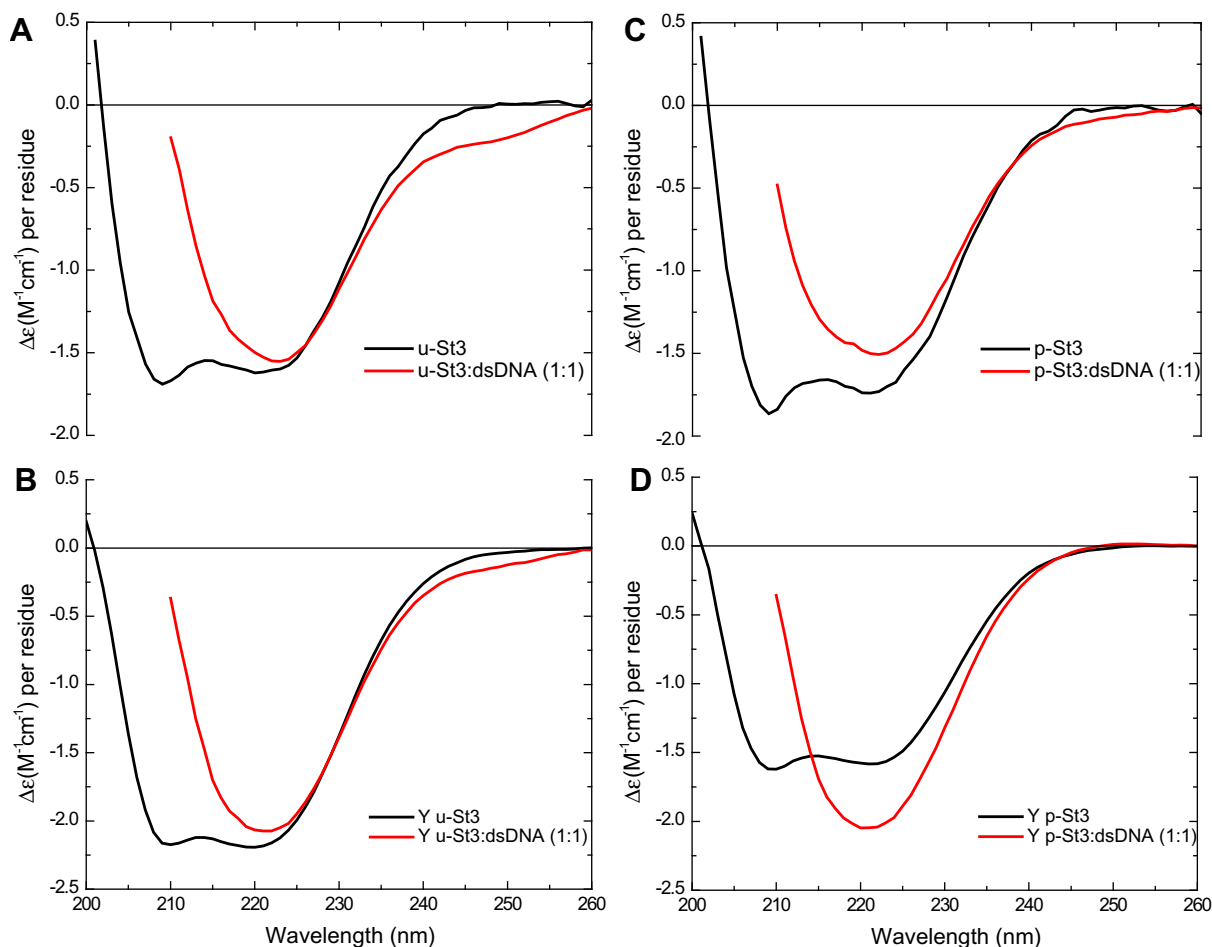 A
0.5
0.0
-0.5
-1.0
-1.5
-2.0
Δε(M⁻¹cm⁻¹) per residue
u-St3
u-St3:dsDNA (1:1)
C
0.5
0.0
-0.5
-1.0
-1.5
-2.0
Δε(M⁻¹cm⁻¹) per residue
p-St3
p-St3:dsDNA (1:1)
B
0.5
0.0
-0.5
-1.0
-1.5
-2.0
-2.5
Δε(M⁻¹cm⁻¹) per residue
Y u-St3
Y u-St3:dsDNA (1:1)
200 210 220 230 240 250 260
Wavelength (nm)
D
0.5
0.0
-0.5
-1.0
-1.5
-2.0
-2.5
Δε(M⁻¹cm⁻¹) per residue
Y p-St3
Y p-St3:dsDNA (1:1)
200 210 220 230 240 250 260
Wavelength (nm)